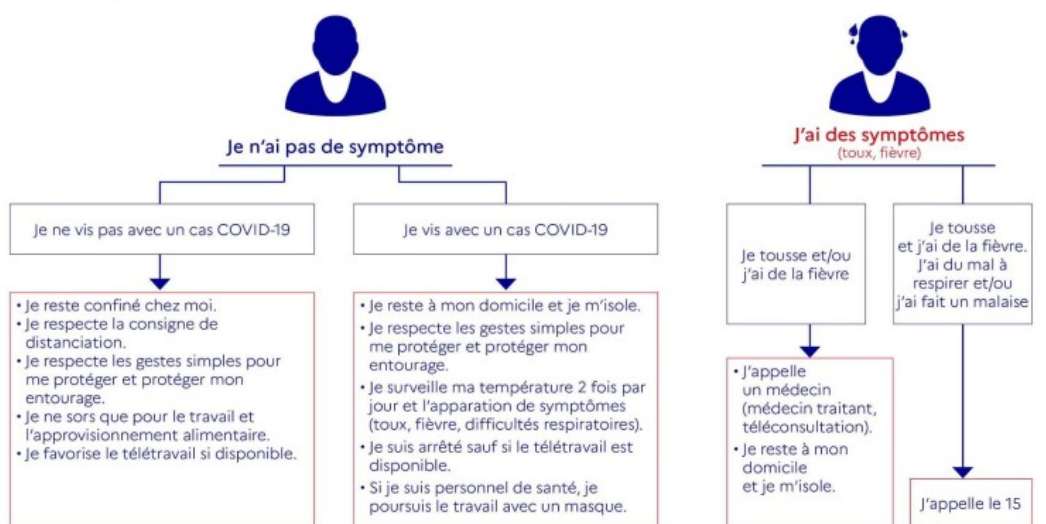 Je n'ai pas de symptôme
Je ne vis pas avec un cas COVID-19
• Je reste confiné chez moi.
• Je respecte la consigne de
distanciation.
• Je respecte les gestes simples pour
me protéger et protéger mon
entourage.
• Je ne sors que pour le travail et
l'approvisionnement alimentaire.
• Je favorise le télétravail si disponible.
Je vis avec un cas COVID-19
• Je reste à mon domicile et je m'isole.
• Je respecte les gestes simples pour
me protéger et protéger mon
entourage.
• Je surveille ma température 2 fois par
jour et l'apparation de symptômes
(toux, fièvre, difficultés respiratoires).
• Je suis arrêté sauf si le télétravail est
disponible.
• Si je suis personnel de santé, je
poursuis le travail avec un masque.
J'ai des symptômes
(toux, fièvre)
Je tousse et/ou
j'ai de la fièvre
• J'appelle
un médecin
(médecin traitant,
téléconsultation).
• Je reste à mon
domicile
et je m'isole.
Je tousse
et j'ai de la fièvre.
J'ai du mal à
respirer et/ou
j'ai fait un malaise
J'appelle le 15